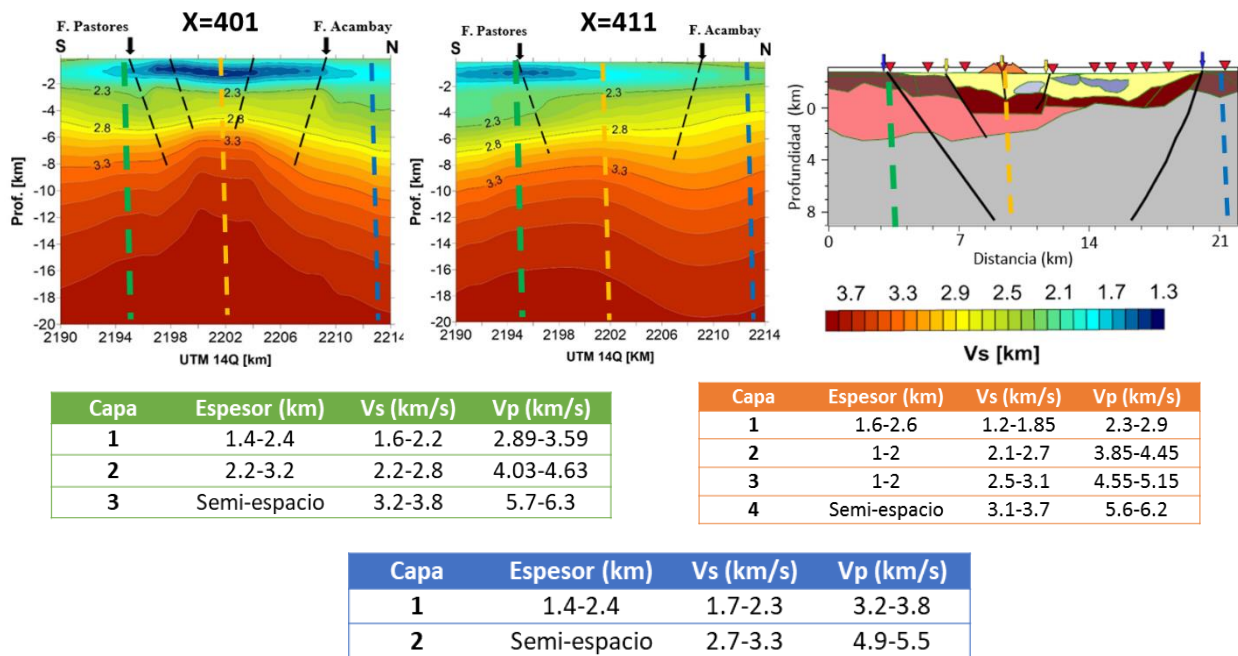 F. Pastores X=401 F. Acambay
S N
-2
-4
-6
-8
-10
-12
-14
-16
-18
-20
Prof. [km]
2.3
2.8
2.8
3.3
3.3
2190 2194 2198 2202 2206 2210 2214
UTM 14Q [km]
F. Pastores X=411 F. Acambay
S N
-2
-4
-6
-8
-10
-12
-14
-16
-18
-20
Prof. [km]
2.3
2.3
2.8
2.8
3.3
3.3
2190 2194 2198 2202 2206 2210 2214
UTM 14Q [KM]
Profundidad (km)
0
4
8
0 7 14 21
Distancia (km)
3.7 3.3 2.9 2.5 2.1 1.7 1.3
Vs [km]
Capa Espesor (km) Vs (km/s) Vp (km/s)
1 1.4-2.4 1.6-2.2 2.89-3.59
2 2.2-3.2 2.2-2.8 4.03-4.63
3 Semi-espacio 3.2-3.8 5.7-6.3
Capa Espesor (km) Vs (km/s) Vp (km/s)
1 1.6-2.6 1.2-1.85 2.3-2.9
2 1-2 2.1-2.7 3.85-4.45
3 1-2 2.5-3.1 4.55-5.15
4 Semi-espacio 3.1-3.7 5.6-6.2
Capa Espesor (km) Vs (km/s) Vp (km/s)
1 1.4-2.4 1.7-2.3 3.2-3.8
2 Semi-espacio 2.7-3.3 4.9-5.5